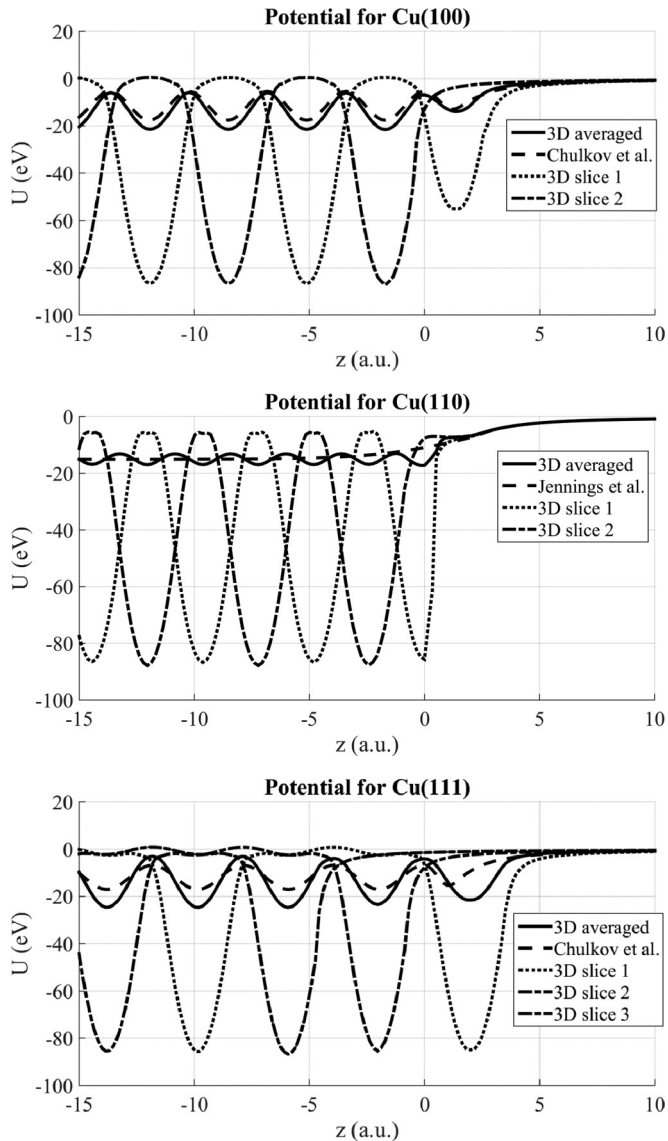 Potential for Cu(100)
20
0
-20
-40
-60
-80
-100
U (eV)
3D averaged
Chulkov et al.
3D slice 1
3D slice 2
-15
-10
-5
0
5
10
z (a.u.)
Potential for Cu(110)
0
-20
-40
-60
-80
-100
U (eV)
3D averaged
Jennings et al.
3D slice 1
3D slice 2
-15
-10
-5
0
5
10
z (a.u.)
Potential for Cu(111)
20
0
-20
-40
-60
-80
-100
U (eV)
3D averaged
Chulkov et al.
3D slice 1
3D slice 2
3D slice 3
-15
-10
-5
0
5
10
z (a.u.)